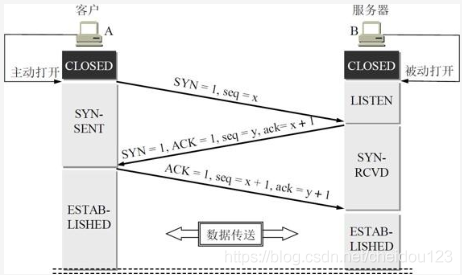 客户
服务器
A
B
主动打开
CLOSED
CLOSED
被动打开
SYN = 1, seq = x
LISTEN
SYN-
SENT
SYN = 1, ACK = 1, seq = y, ack= x + 1
SYN-
RCVD
ACK = 1, seq = x + 1, ack = y + 1
ESTAB-
LISHED
数据传送
ESTAB-
LISHED
https://blog.csdn.net/cheidou123